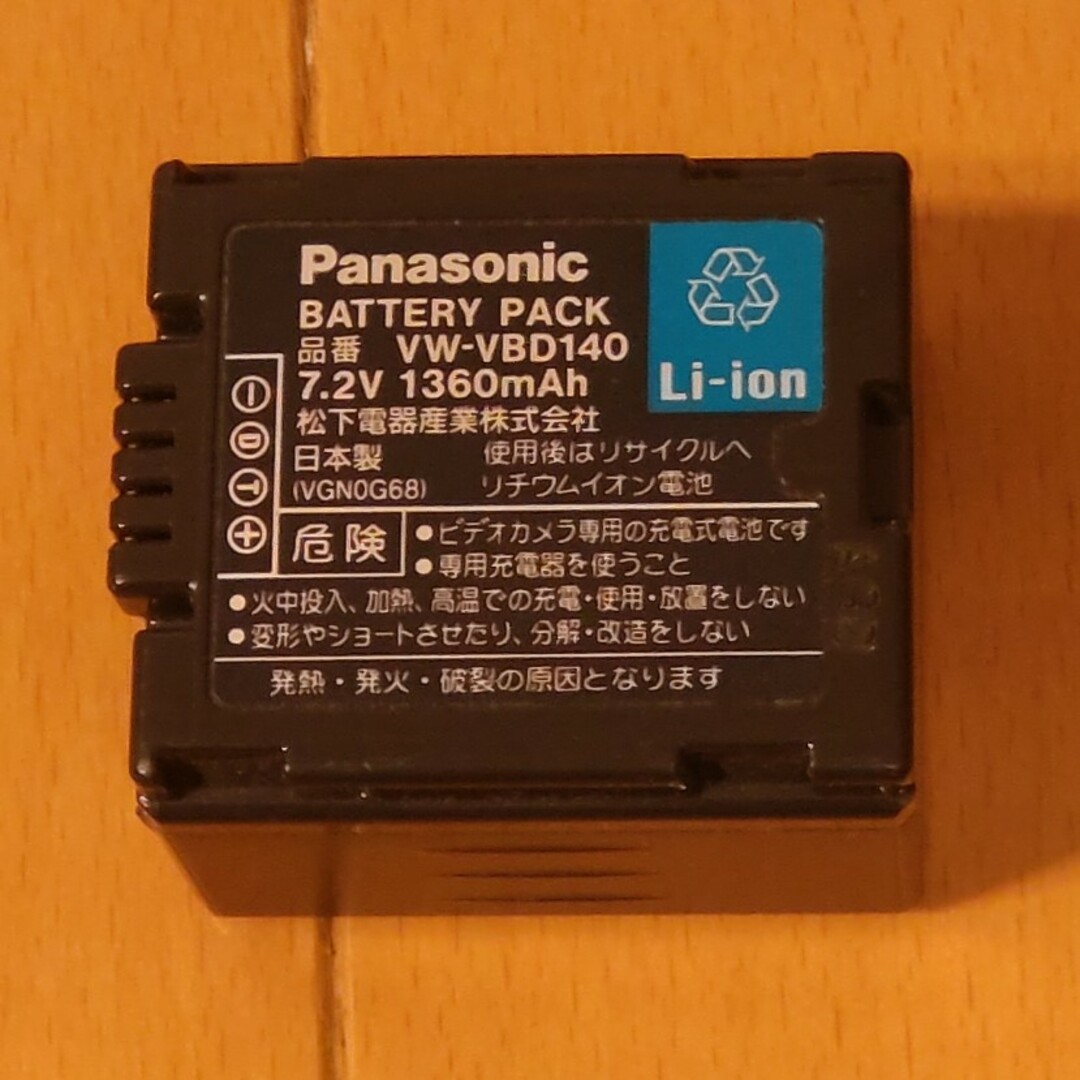 Panasonic
BATTERY PACK
品番 VW-VBD140
7.2V 1360mAh
松下電器産業株式会社
日本製 使用後はリサイクルへ
(VGN0G68) リチウムイオン電池
Li-ion
D
T
危険
●ビデオカメラ専用の充電式電池です
●専用充電器を使うこと
●火中投入、加熱、高温での充電・使用・放置をしない
●変形やショートさせたり、分解・改造をしない
発熱・発火・破裂の原因となります